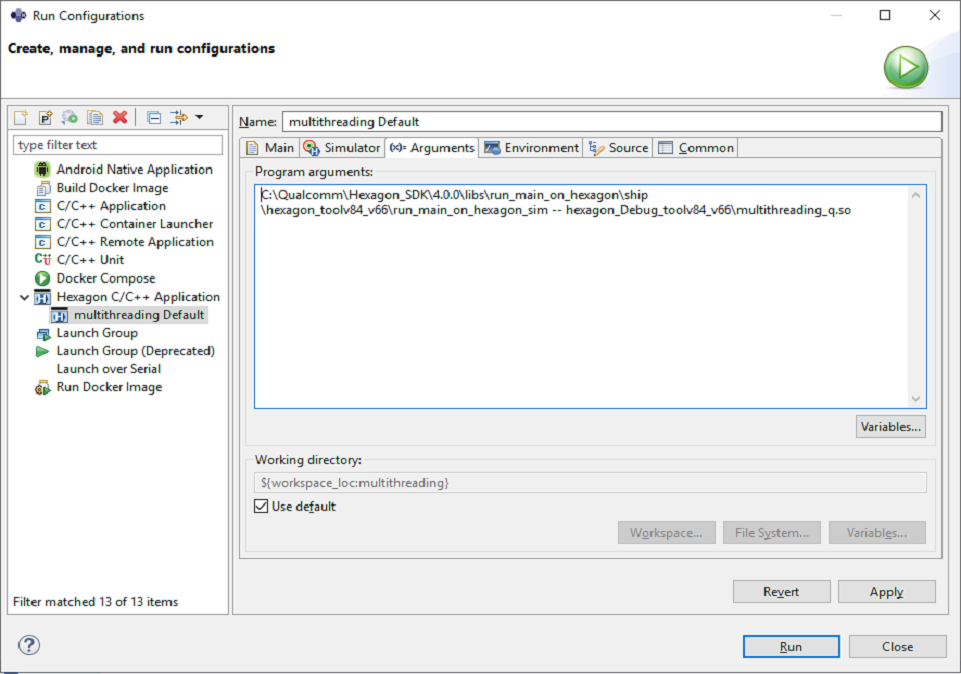 Run Configurations
Create, manage, and run configurations
type filter text
Android Native Application
Build Docker Image
C/C++ Application
C/C++ Container Launcher
C/C++ Remote Application
C/C++ Unit
Docker Compose
Hexagon C/C++ Application
multithreading Default
Launch Group
Launch Group (Deprecated)
Launch over Serial
Run Docker Image
Filter matched 13 of 13 items
Name: multithreading Default
Main Simulator (x)= Arguments Environment Source Common
Program arguments:
C:\Qualcomm\Hexagon_SDK\4.0.0\libs\run_main_on_hexagon\ship
\hexagon_toolv84_v66\run_main_on_hexagon_sim -- hexagon_Debug_toolv84_v66\multithreading_q.so
Variables...
Working directory:
${workspace_loc:multithreading}
Use default
Workspace... File System... Variables...
Revert Apply
Run Close